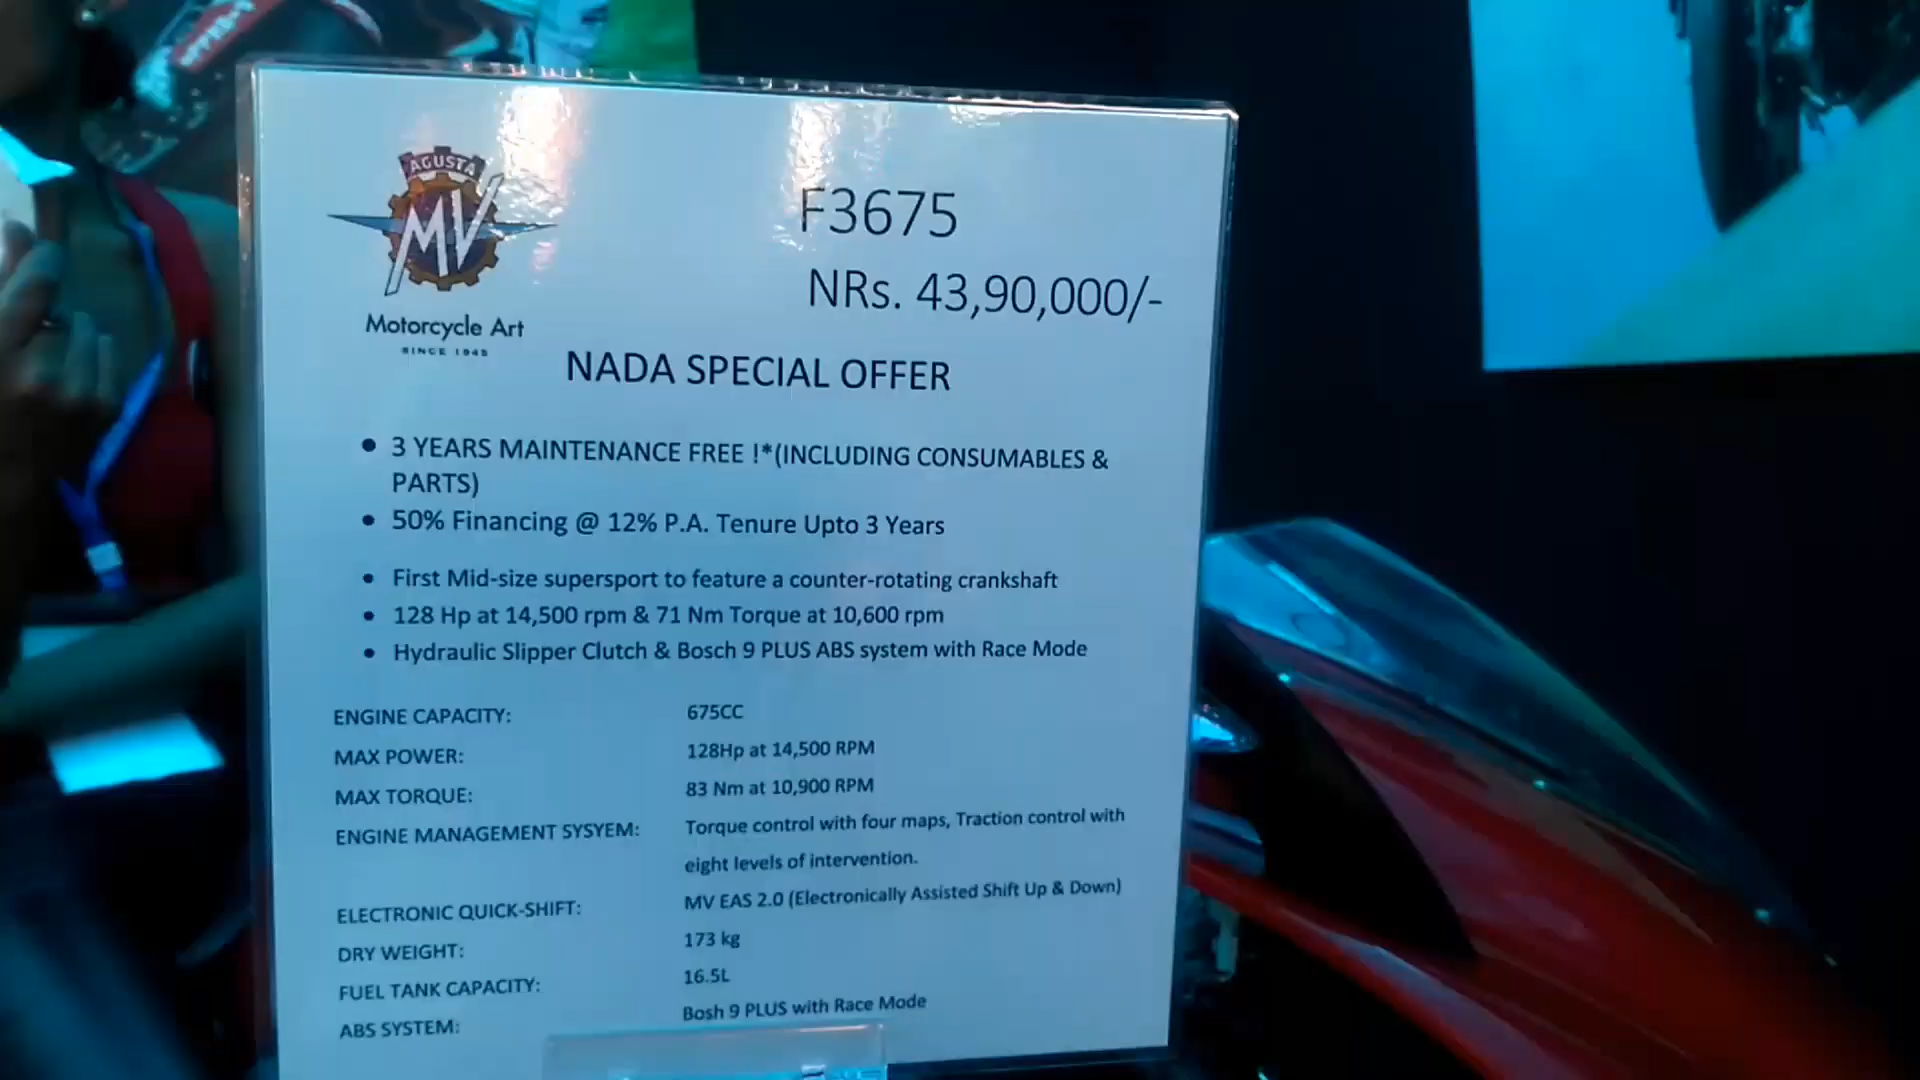 AGUSTA
MV
Motorcycle Art
SINCE 1945
F3675
NRs. 43,90,000/-
NADA SPECIAL OFFER
• 3 YEARS MAINTENANCE FREE !*(INCLUDING CONSUMABLES &
PARTS)
• 50% Financing @ 12% P.A. Tenure Upto 3 Years
• First Mid-size supersport to feature a counter-rotating crankshaft
• 128 Hp at 14,500 rpm & 71 Nm Torque at 10,600 rpm
• Hydraulic Slipper Clutch & Bosch 9 PLUS ABS system with Race Mode
ENGINE CAPACITY: 675CC
MAX POWER: 128Hp at 14,500 RPM
MAX TORQUE: 83 Nm at 10,900 RPM
ENGINE MANAGEMENT SYSYEM: Torque control with four maps, Traction control with
eight levels of intervention.
ELECTRONIC QUICK-SHIFT: MV EAS 2.0 (Electronically Assisted Shift Up & Down)
DRY WEIGHT: 173 kg
FUEL TANK CAPACITY: 16.5L
ABS SYSTEM: Bosh 9 PLUS with Race Mode